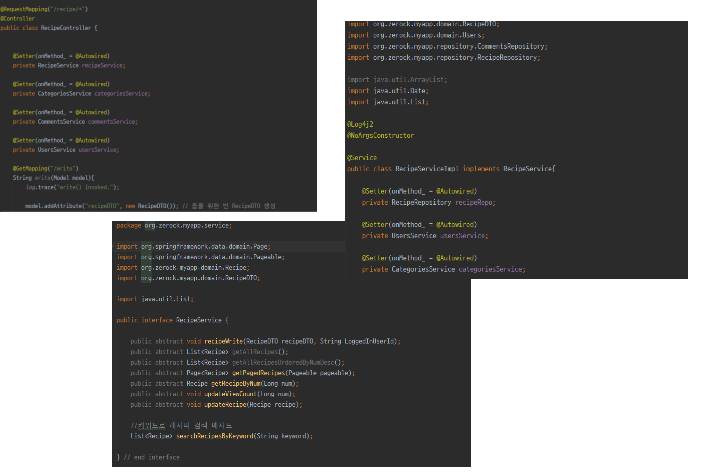 @RequestMapping("/recipe/*")
@Controller
public class RecipeController {
@Setter(onMethod_ = @Autowired)
private RecipeService recipeService;
@Setter(onMethod_ = @Autowired)
private CategoriesService categoriesService;
@Setter(onMethod_ = @Autowired)
private CommentsService commentsService;
@Setter(onMethod_ = @Autowired)
private UsersService usersService;
@GetMapping("/write")
String write(Model model){
log.trace("write() invoked.");
model.addAttribute("recipeDTO", new RecipeDTO()); // 폼을 위한 빈 RecipeDTO 생성
import org.zerock.myapp.domain.RecipeDTO;
import org.zerock.myapp.domain.Users;
import org.zerock.myapp.repository.CommentsRepository;
import org.zerock.myapp.repository.RecipeRepository;
import java.util.ArrayList;
import java.util.Date;
import java.util.List;
@Log4j2
@NoArgsConstructor
@Service
public class RecipeServiceImpl implements RecipeService{
@Setter(onMethod_ = @Autowired)
private RecipeRepository recipeRepo;
@Setter(onMethod_ = @Autowired)
private UsersService usersService;
@Setter(onMethod_ = @Autowired)
private CategoriesService categoriesService;
package org.zerock.myapp.service;
import org.springframework.data.domain.Page;
import org.springframework.data.domain.Pageable;
import org.zerock.myapp.domain.Recipe;
import org.zerock.myapp.domain.RecipeDTO;
import java.util.List;
public interface RecipeService {
public abstract void recipeWrite(RecipeDTO recipeDTO, String LoggedInUserId);
public abstract List<Recipe> getAllRecipes();
public abstract List<Recipe> getAllRecipesOrderedByNumDesc();
public abstract Page<Recipe> getPagedRecipes(Pageable pageable);
public abstract Recipe getRecipeByNum(Long num);
public abstract void updateViewCount(Long num);
public abstract void updateRecipe(Recipe recipe);
//키워드로 레시피 검색 메서드
List<Recipe> searchRecipesByKeyword(String keyword);
} // end interface